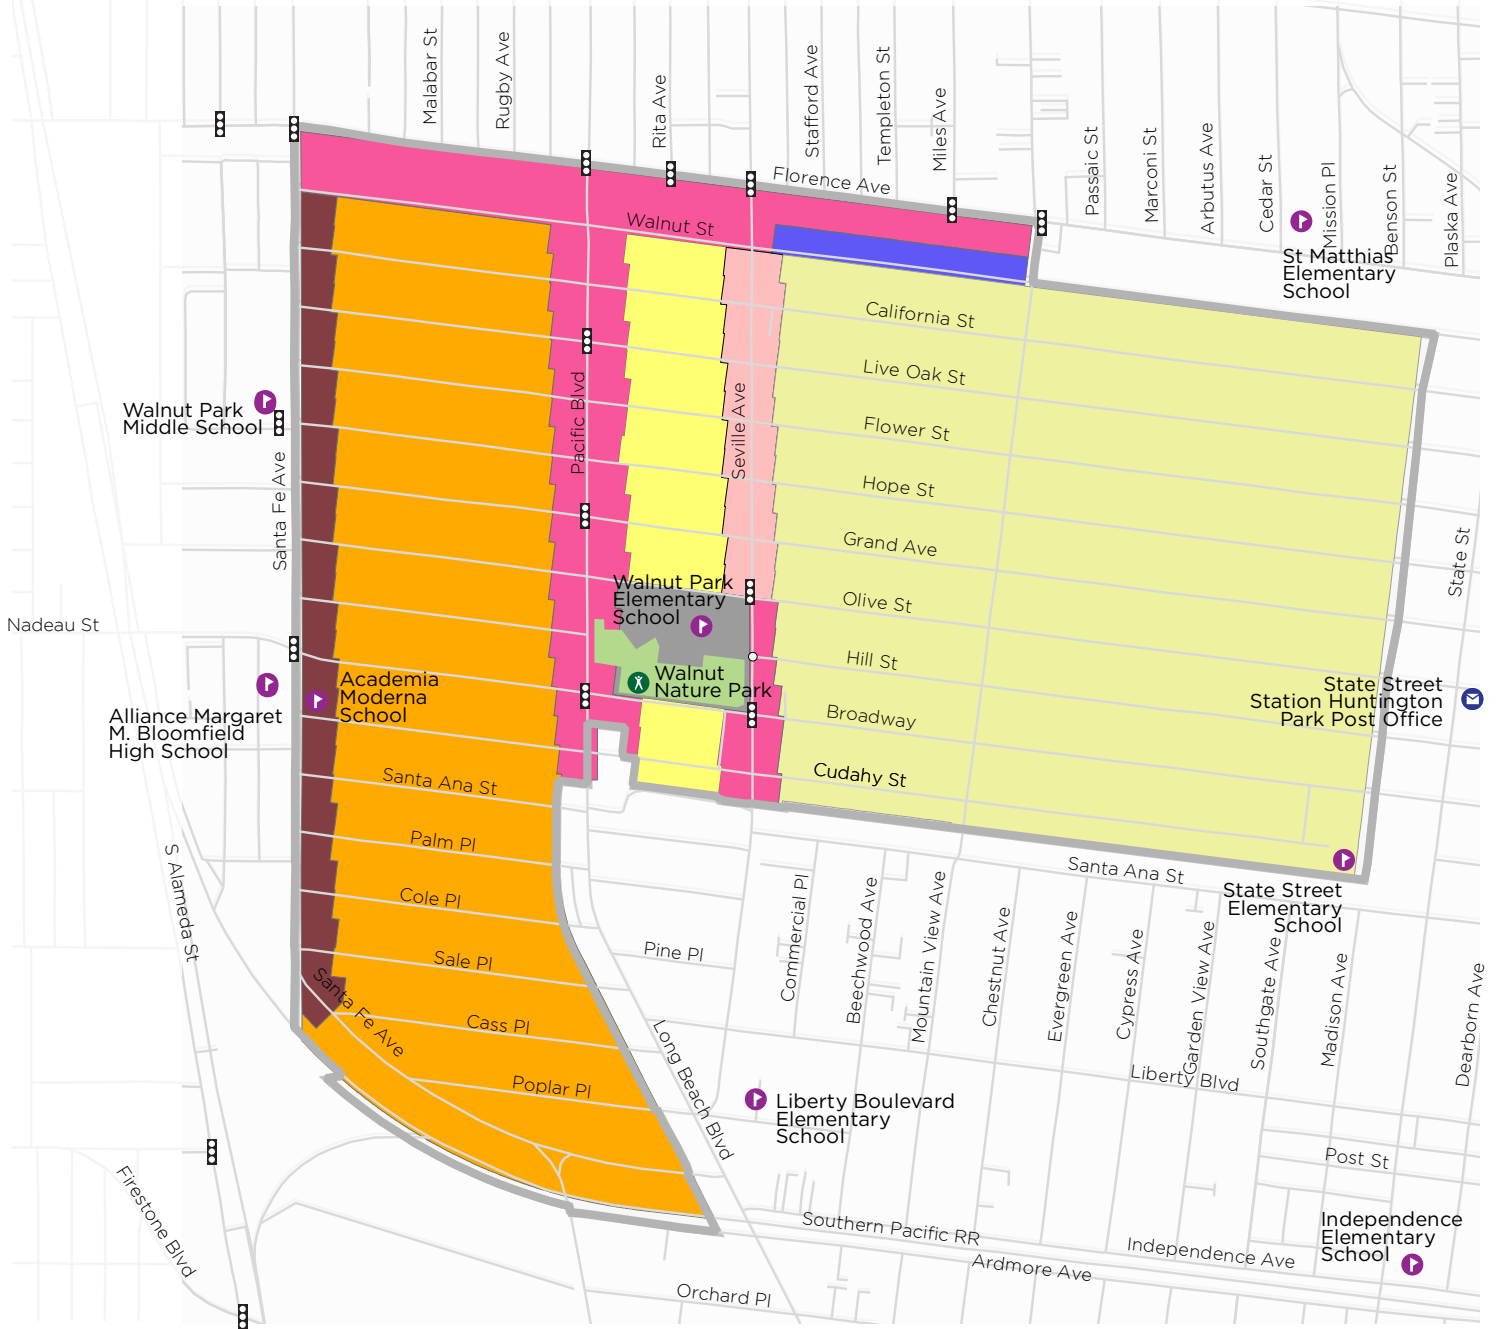 Malabar St
Rugby Ave
Rita Ave
Stafford Ave
Templeton St
Miles Ave
Passaic St
Marconi St
Arbutus Ave
Cedar St
Mission Pl
Benson St
Plaska Ave
Florence Ave
Walnut St
St Matthias
Elementary
School
California St
Live Oak St
Walnut Park
Middle School
Pacific Blvd
Seville Ave
Flower St
Santa Fe Ave
Hope St
Grand Ave
State St
Walnut Park
Elementary
School
Olive St
Nadeau St
Hill St
Academia
Moderna
School
Walnut
Nature Park
State Street
Station Huntington
Park Post Office
Alliance Margaret
M. Bloomfield
High School
Broadway
Santa Ana St
Cudahy St
Palm Pl
S Alameda St
Santa Ana St
State Street
Elementary
School
Cole Pl
Commercial Pl
Beechwood Ave
Mountain View Ave
Chestnut Ave
Evergreen Ave
Cypress Ave
Garden View Ave
Southgate Ave
Madison Ave
Dearborn Ave
Sale Pl
Pine Pl
Santa Fe Ave
Cass Pl
Long Beach Blvd
Poplar Pl
Liberty Blvd
Liberty Boulevard
Elementary
School
Post St
Firestone Blvd
Southern Pacific RR
Independence Ave
Independence
Elementary
School
Ardmore Ave
Orchard Pl